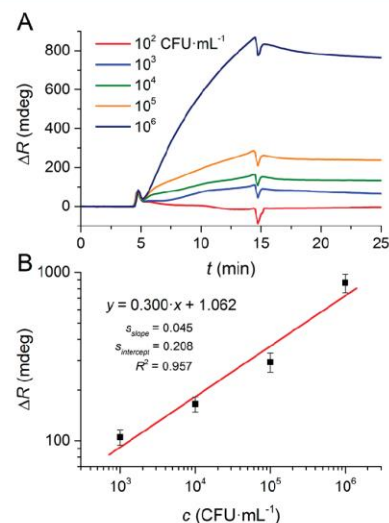 A
10² CFU·mL⁻¹
10³
10⁴
10⁵
10⁶
800
600
400
200
0
ΔR (mdeg)
0 5 10 15 20 25
t (min)
B
1000
100
ΔR (mdeg)
y = 0.300·x + 1.062
s_slope = 0.045
s_intercept = 0.208
R² = 0.957
10³ 10⁴ 10⁵ 10⁶
c (CFU·mL⁻¹)